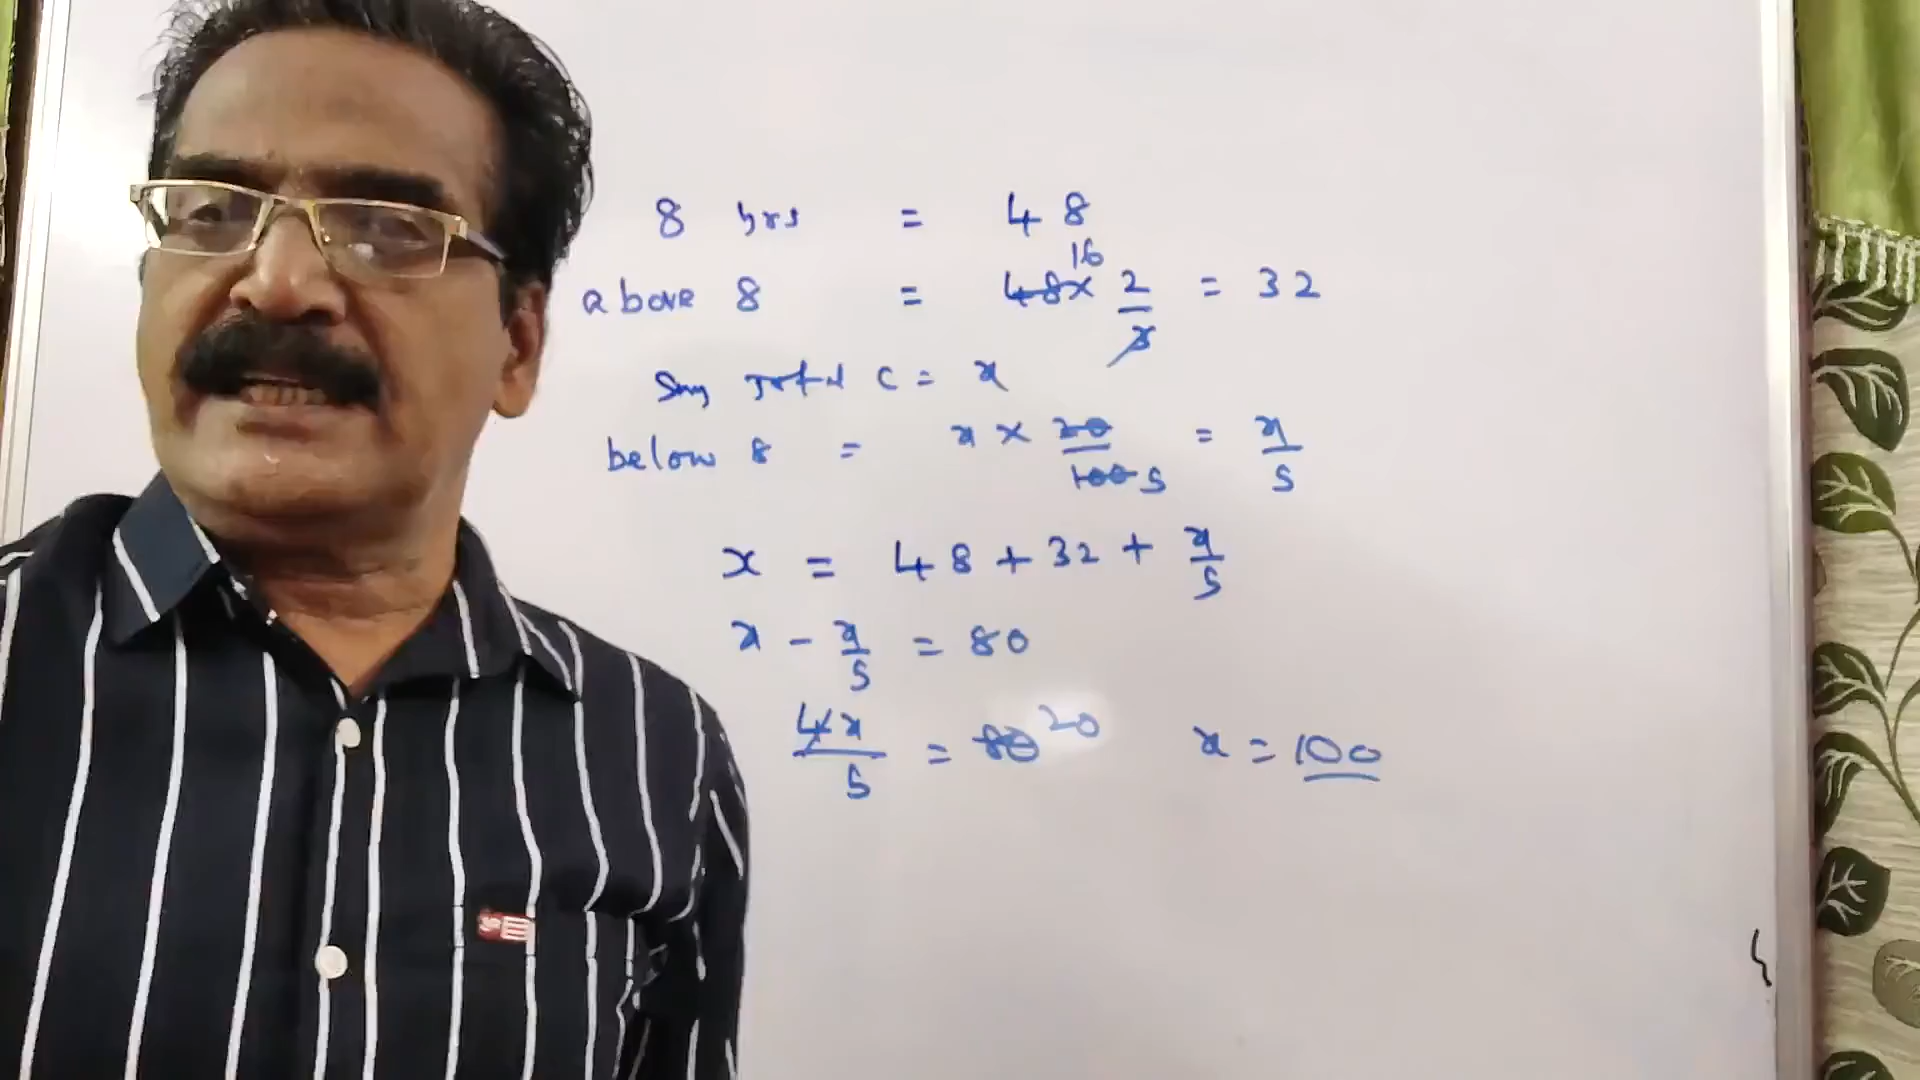 8 hrs = 48
16
above 8 = 48 x 2/3 = 32
Say Total C = x
below 8 = x x 20/100 5 = x/5
x = 48 + 32 + x/5
x - x/5 = 80
4x/5 = 80 20 x = 100